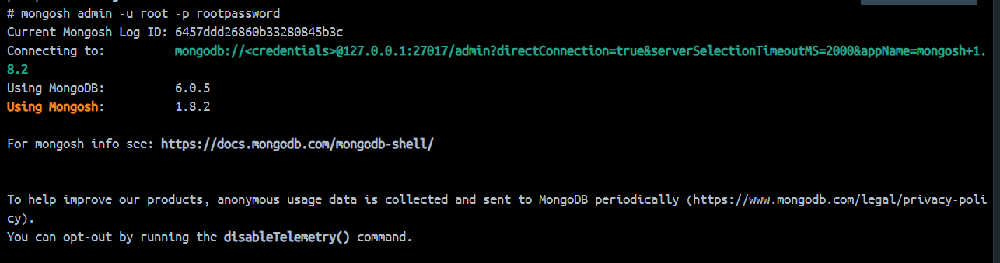 # mongosh admin -u root -p rootpassword
Current Mongosh Log ID: 6457ddd26860b33280845b3c
Connecting to:          mongodb://<credentials>@127.0.0.1:27017/admin?directConnection=true&serverSelectionTimeoutMS=2000&appName=mongosh+1.
8.2
Using MongoDB:          6.0.5
Using Mongosh:          1.8.2
For mongosh info see: https://docs.mongodb.com/mongodb-shell/
To help improve our products, anonymous usage data is collected and sent to MongoDB periodically (https://www.mongodb.com/legal/privacy-poli
cy).
You can opt-out by running the disableTelemetry() command.